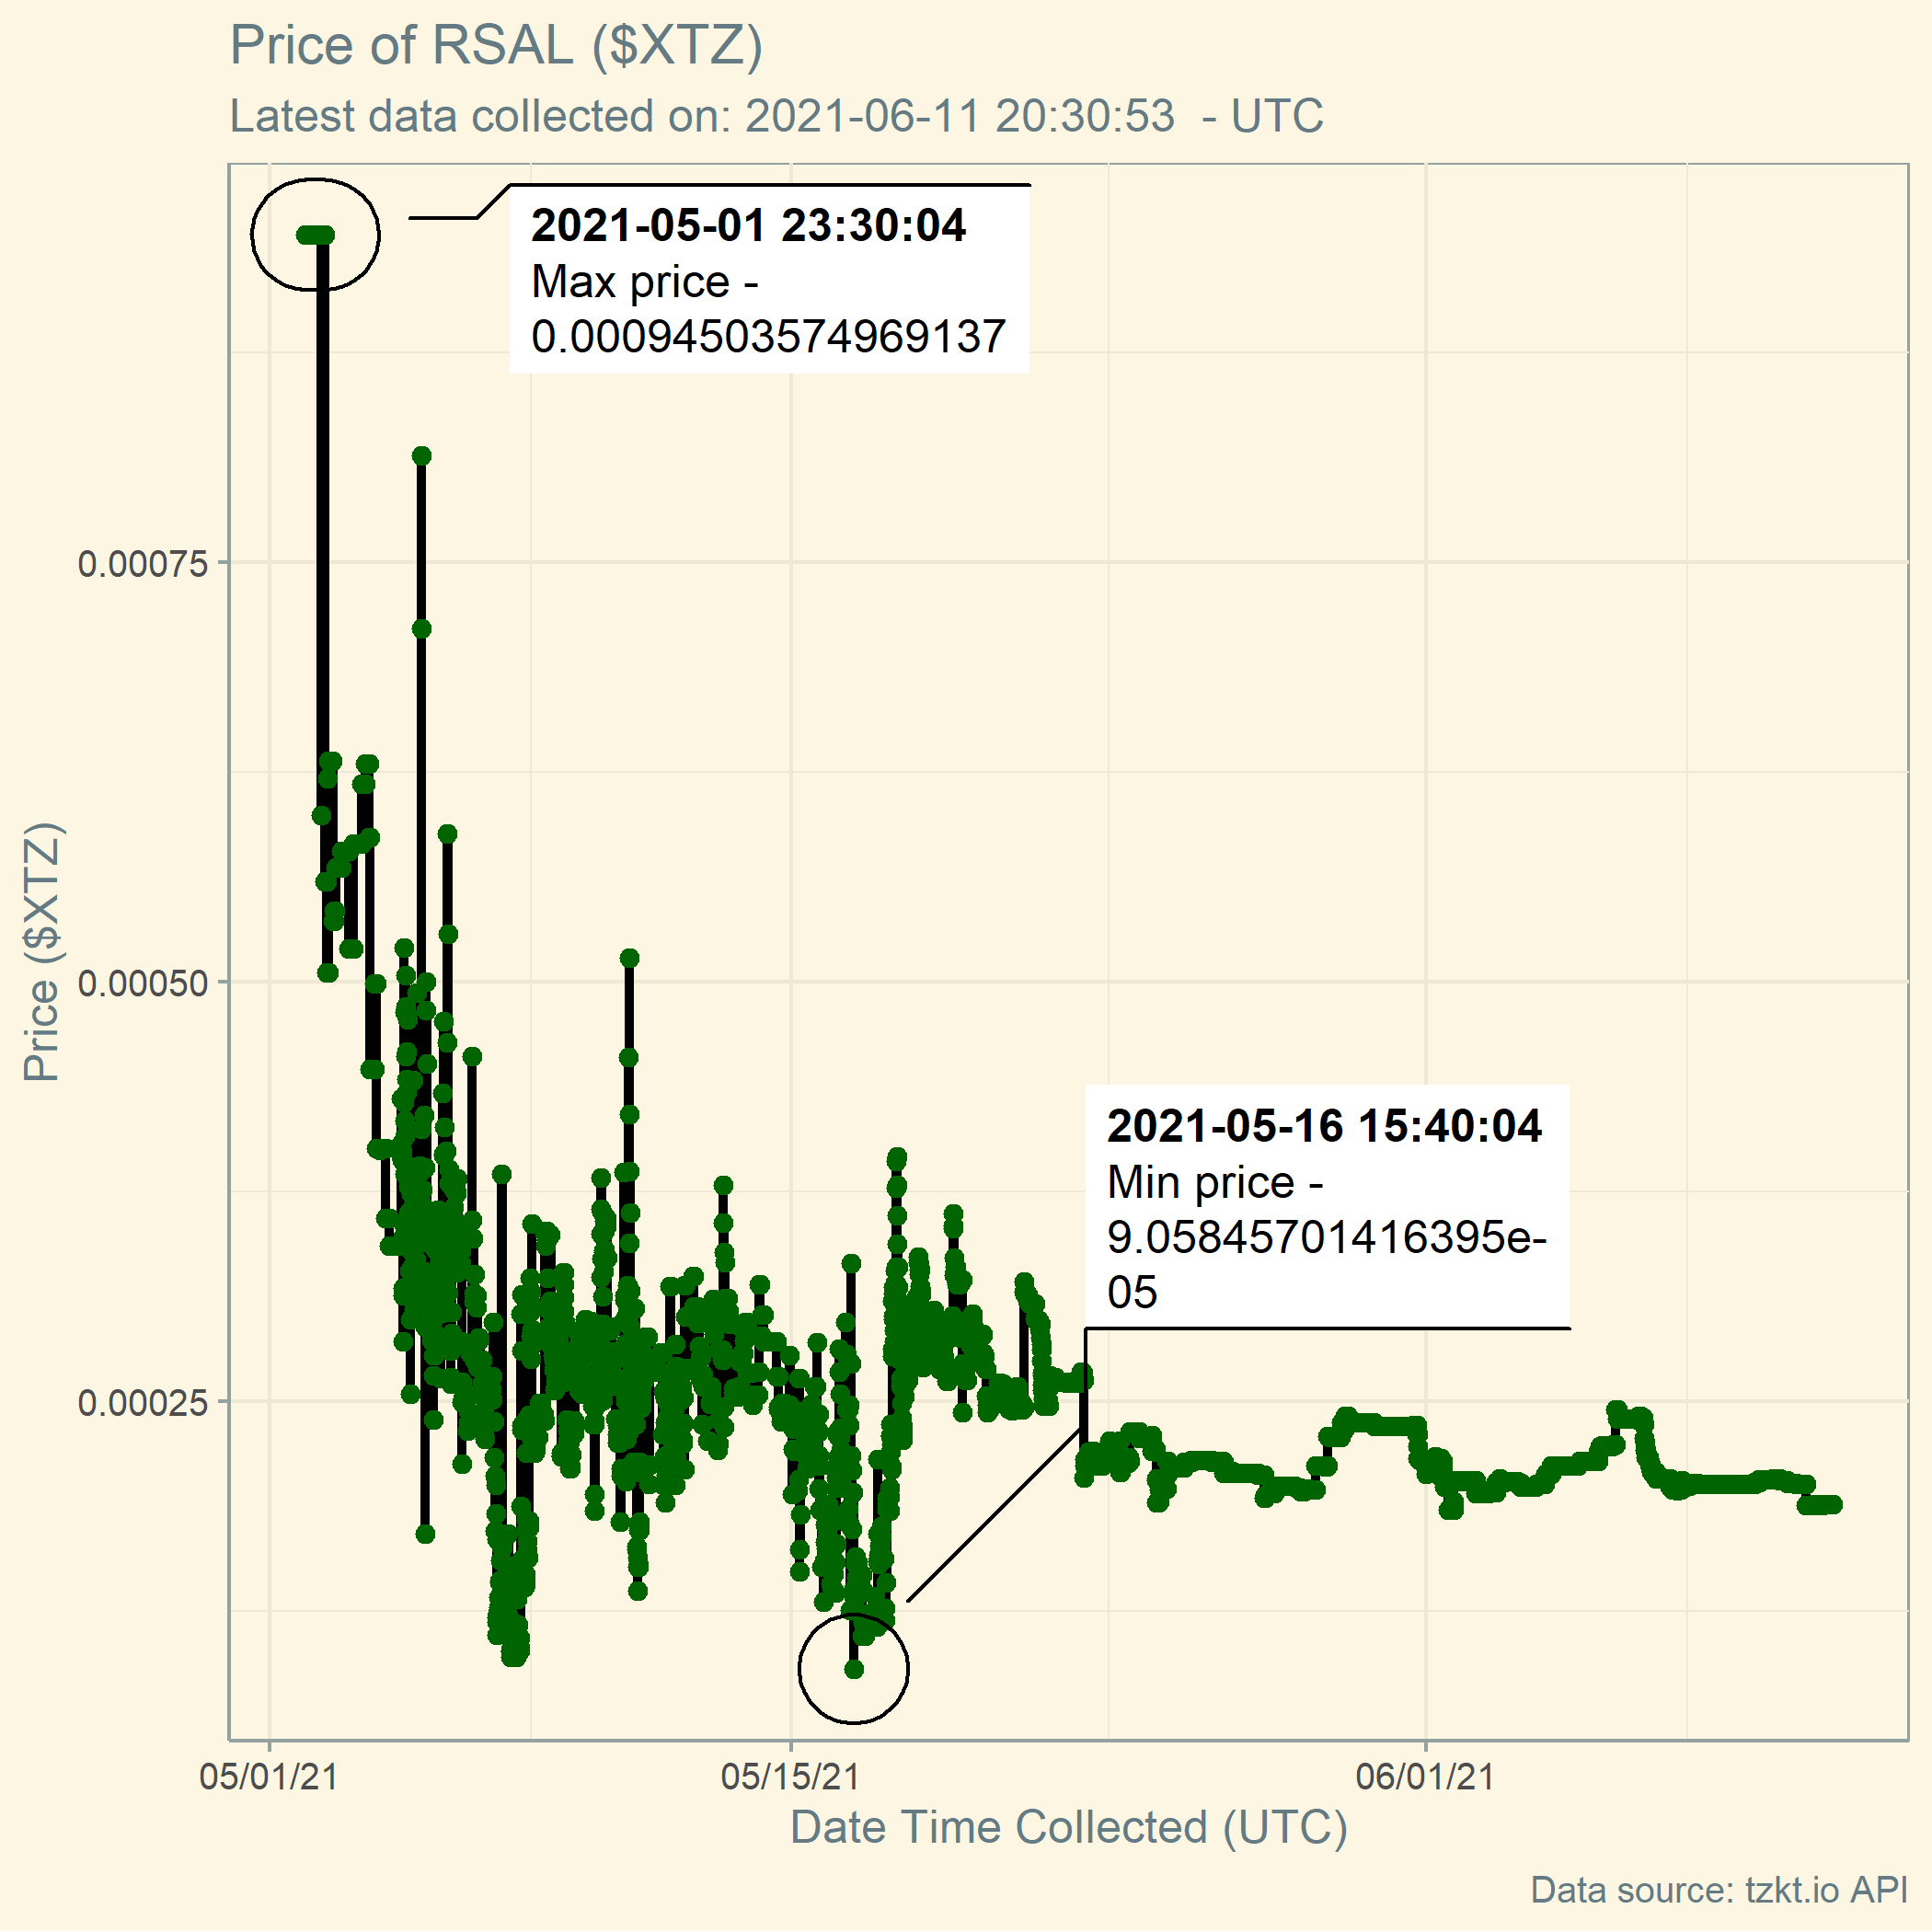 Price of RSAL ($XTZ)
Latest data collected on: 2021-06-11 20:30:53  - UTC
2021-05-01 23:30:04
Max price -
0.000945035749691​37
0.00075
0.00050
0.00025
Price ($XTZ)
2021-05-16 15:40:04
Min price -
9.05845701416395e-
05
05/01/21
05/15/21
06/01/21
Date Time Collected (UTC)
Data source: tzkt.io API